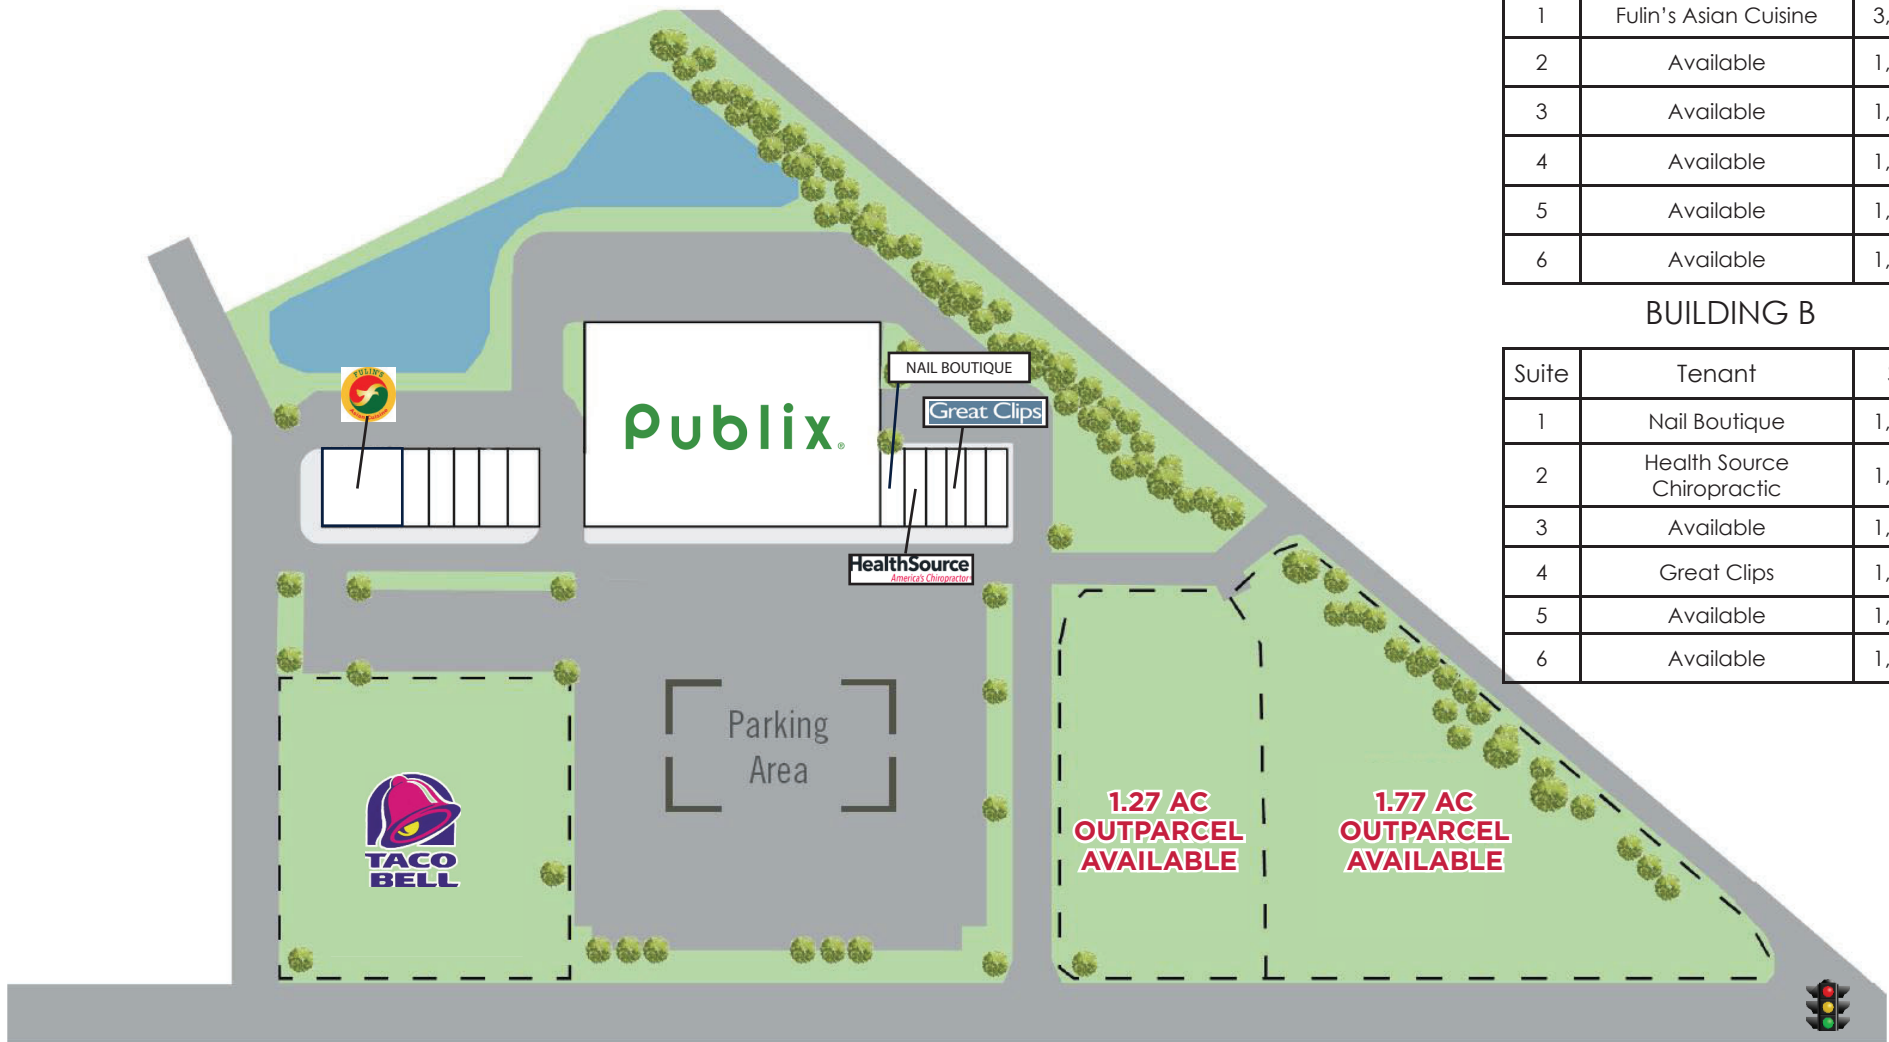 1 Fulin's Asian Cuisine 3,
2 Available 1,
3 Available 1,
4 Available 1,
5 Available 1,
6 Available 1,
BUILDING B
Suite Tenant
1 Nail Boutique 1,
2 Health Source Chiropractic 1,
3 Available 1,
4 Great Clips 1,
5 Available 1,
6 Available 1,
FULIN'S
Asian Cuisine
Publix®
NAIL BOUTIQUE
Great Clips
HealthSource
America's Chiropractor
Parking
Area
TACO
BELL
1.27 AC
OUTPARCEL
AVAILABLE
1.77 AC
OUTPARCEL
AVAILABLE